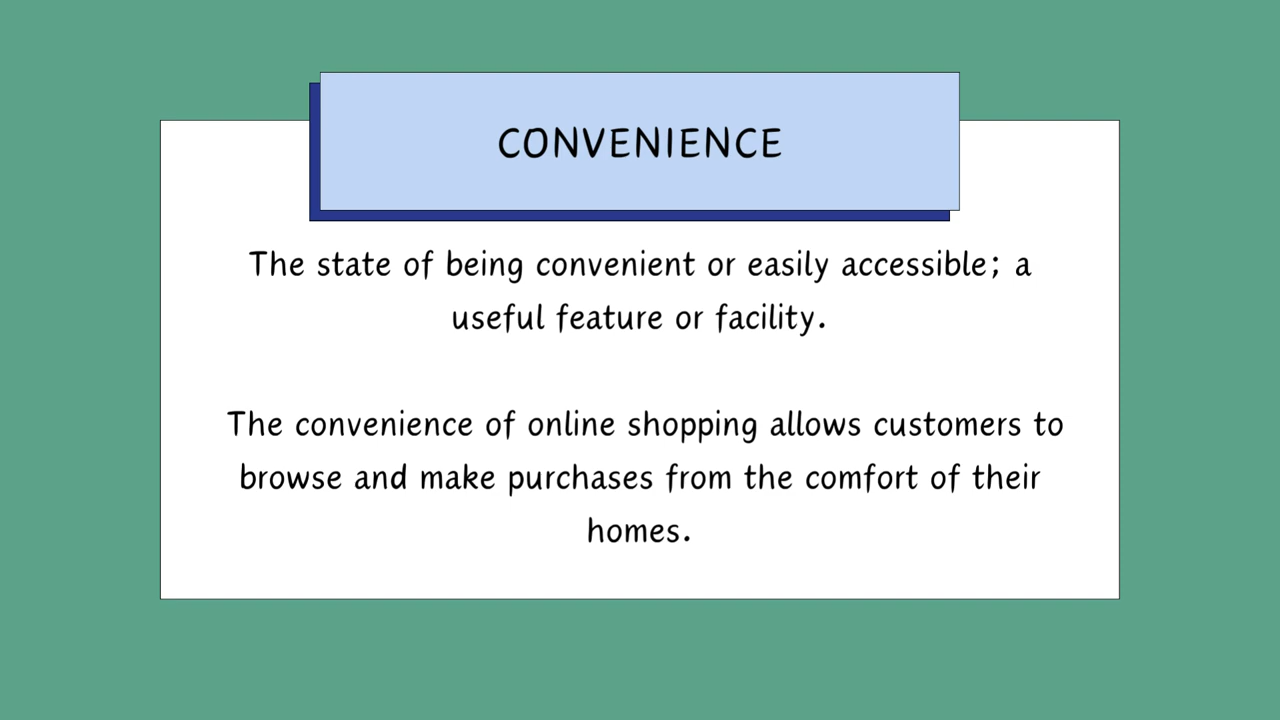 CONVENIENCE
The state of being convenient or easily accessible; a
useful feature or facility.
The convenience of online shopping allows customers to
browse and make purchases from the comfort of their
homes.